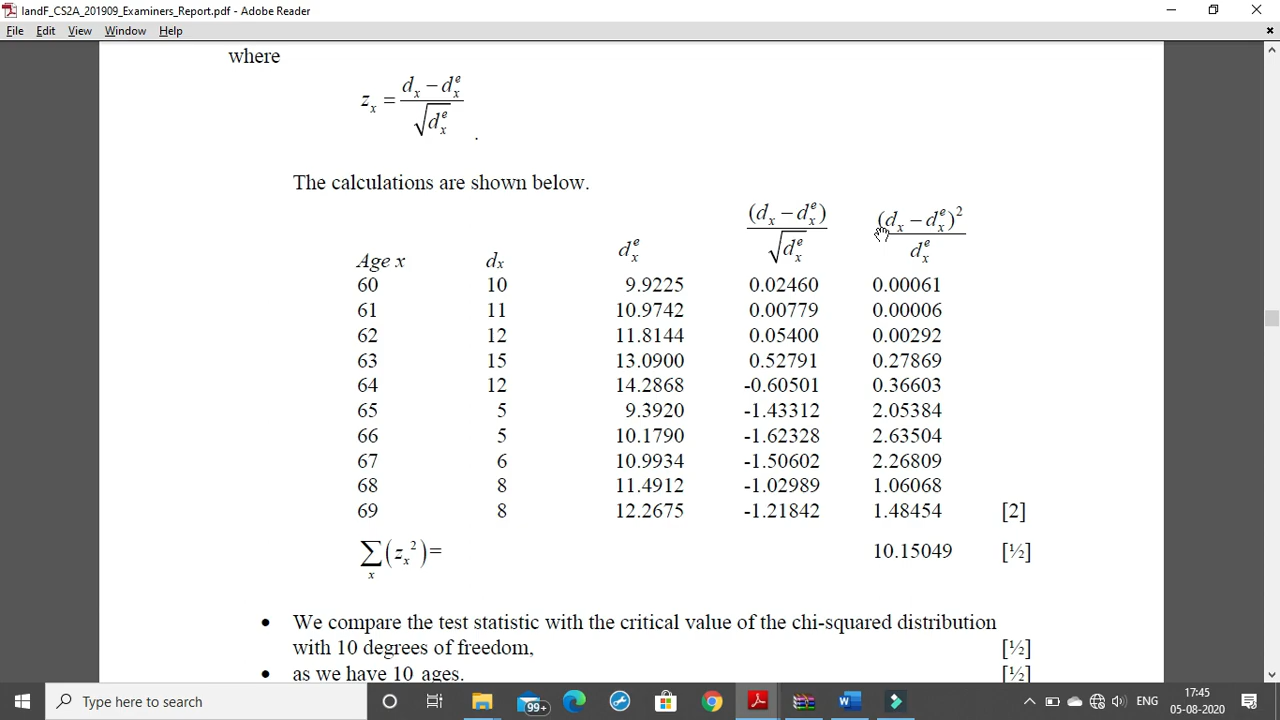 IandF_CS2A_201909_Examiners_Report.pdf - Adobe Reader
File Edit View Window Help
where
z_x = (d_x − d_x^e) / √(d_x^e) .
The calculations are shown below.
Age x d_x d_x^e (d_x − d_x^e) / √(d_x^e) (d_x − d_x^e)^2 / d_x^e
60 10 9.9225 0.02460 0.00061
61 11 10.9742 0.00779 0.00006
62 12 11.8144 0.05400 0.00292
63 15 13.0900 0.52791 0.27869
64 12 14.2868 -0.60501 0.36603
65 5 9.3920 -1.43312 2.05384
66 5 10.1790 -1.62328 2.63504
67 6 10.9934 -1.50602 2.26809
68 8 11.4912 -1.02989 1.06068
69 8 12.2675 -1.21842 1.48454 [2]
∑_x (z_x^2) = 10.15049 [½]
• We compare the test statistic with the critical value of the chi-squared distribution
with 10 degrees of freedom, [½]
• as we have 10 ages. [½]
Type here to search
99+
ENG
17:45
05-08-2020